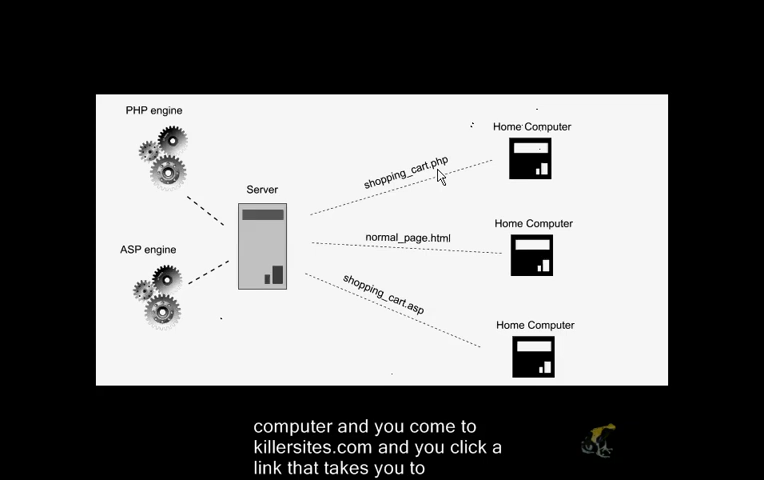 PHP engine
Home Computer
shopping_cart.php
Server
Home Computer
normal_page.html
ASP engine
shopping_cart.asp
Home Computer
computer and you come to
killersites.com and you click a
link that takes you to